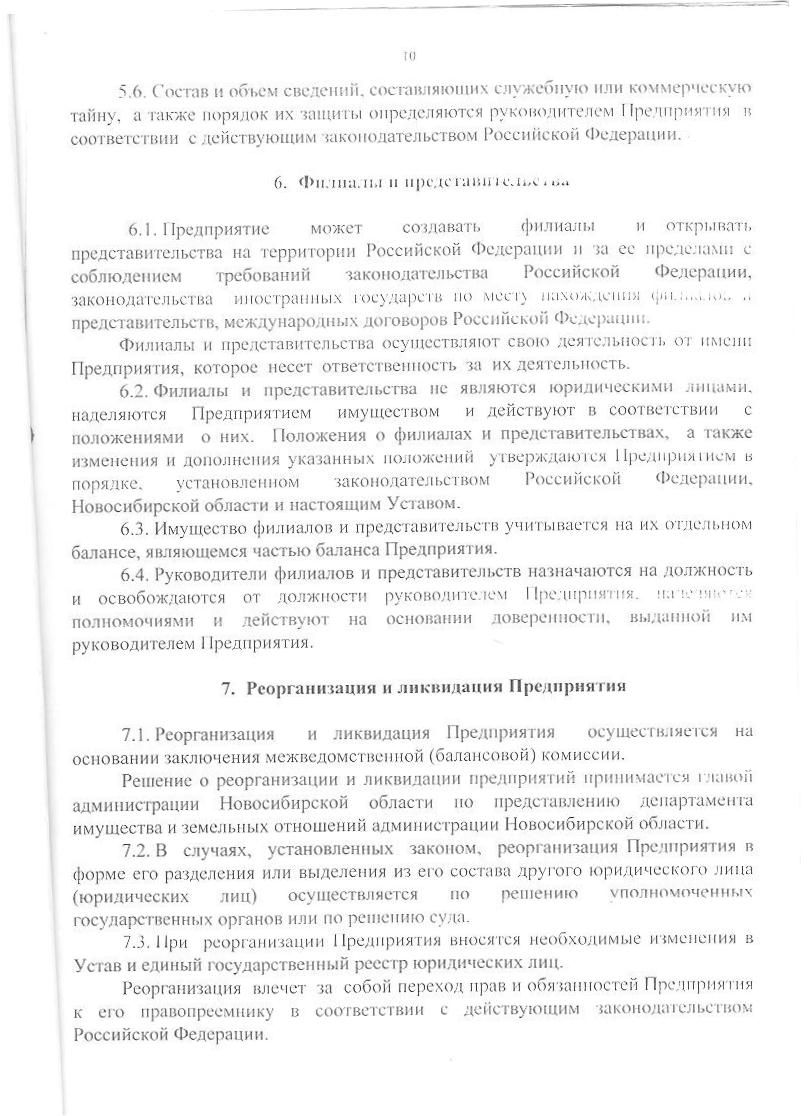 10
5.6. Состав и объем сведений, составляющих служебную или коммерческую
тайну, а также порядок их защиты определяются руководителем Предприятия в
соответствии с действующим законодательством Российской Федерации.
6. Филиалы и представительства
6.1. Предприятие может создавать филиалы и открывать
представительства на территории Российской Федерации и за ее пределами с
соблюдением требований законодательства Российской Федерации,
законодательства иностранных государств по месту нахождения филиалов и
представительств, международных договоров Российской Федерации.
Филиалы и представительства осуществляют свою деятельность от имени
Предприятия, которое несет ответственность за их деятельность.
6.2. Филиалы и представительства не являются юридическими лицами,
наделяются Предприятием имуществом и действуют в соответствии с
положениями о них. Положения о филиалах и представительствах, а также
изменения и дополнения указанных положений утверждаются Предприятием в
порядке, установленном законодательством Российской Федерации,
Новосибирской области и настоящим Уставом.
6.3. Имущество филиалов и представительств учитывается на их отдельном
балансе, являющемся частью баланса Предприятия.
6.4. Руководители филиалов и представительств назначаются на должность
и освобождаются от должности руководителем Предприятия, наделяются
полномочиями и действуют на основании доверенности, выданной им
руководителем Предприятия.
7. Реорганизация и ликвидация Предприятия
7.1. Реорганизация и ликвидация Предприятия осуществляется на
основании заключения межведомственной (балансовой) комиссии.
Решение о реорганизации и ликвидации предприятий принимается главой
администрации Новосибирской области по представлению департамента
имущества и земельных отношений администрации Новосибирской области.
7.2. В случаях, установленных законом, реорганизация Предприятия в
форме его разделения или выделения из его состава другого юридического лица
(юридических лиц) осуществляется по решению уполномоченных
государственных органов или по решению суда.
7.3. При реорганизации Предприятия вносятся необходимые изменения в
Устав и единый государственный реестр юридических лиц.
Реорганизация влечет за собой переход прав и обязанностей Предприятия
к его правопреемнику в соответствии с действующим законодательством
Российской Федерации.